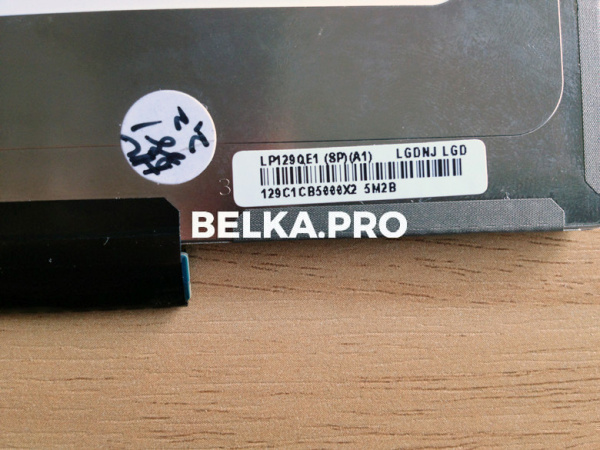 LP129QE1 (SP)(A1) LGDNJ LGD
129C1CB5000X2 5M2B
BELKA.PRO